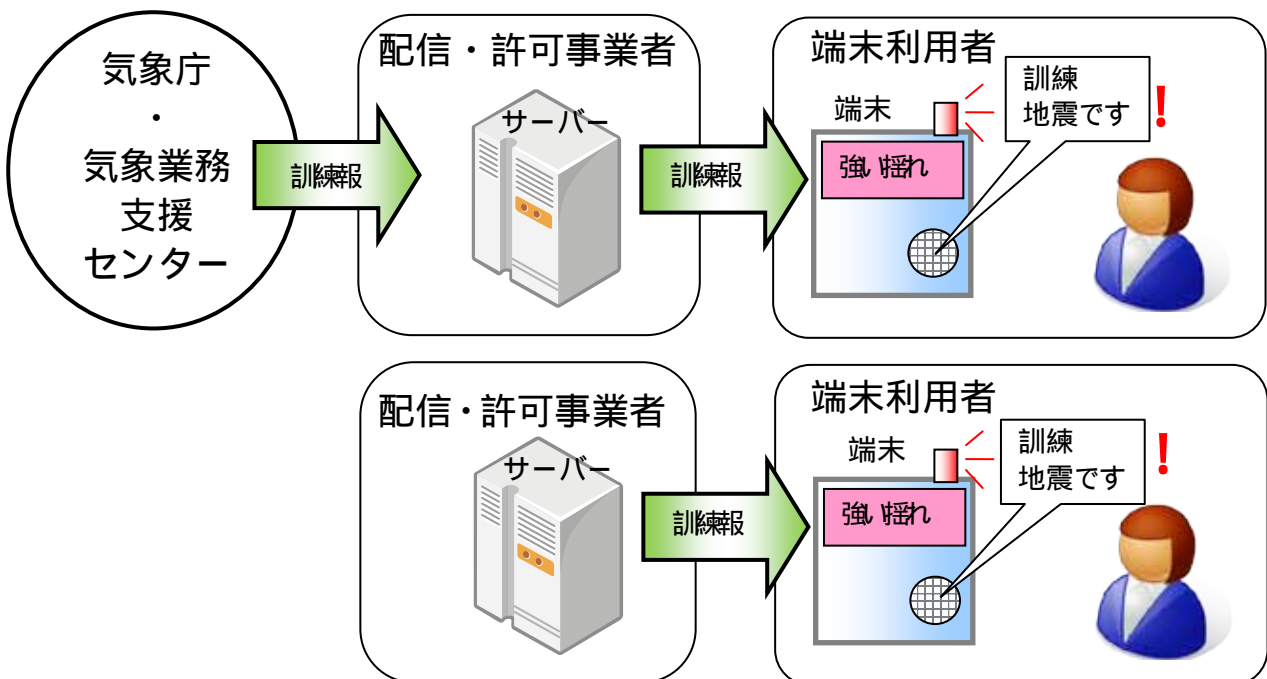 気象庁
・
気象業務
支援
センター
訓練報
配信・許可事業者
サーバー
訓練報
端末利用者
端末
訓練
地震です
!
強い揺れ
配信・許可事業者
サーバー
訓練報
端末利用者
端末
訓練
地震です
!
強い揺れ